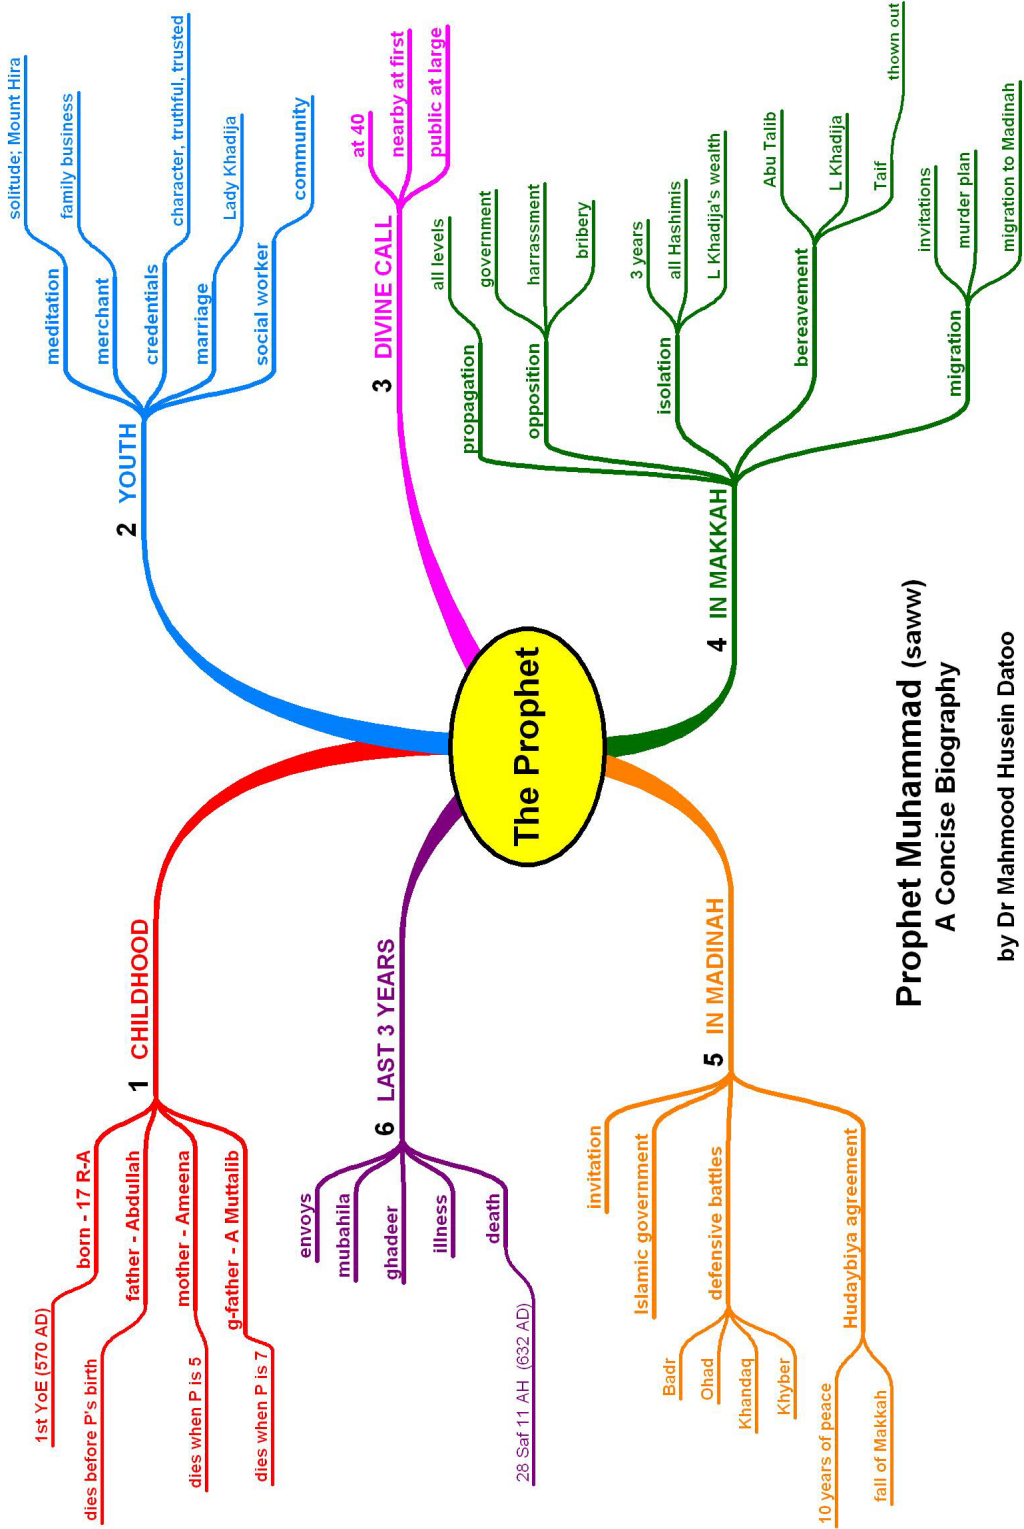 The Prophet
1 CHILDHOOD
born - 17 R-A
1st YoE (570 AD)
father - Abdullah
dies before P's birth
mother - Ameena
dies when P is 5
g-father - A Muttalib
dies when P is 7
2 YOUTH
meditation
solitude; Mount Hira
merchant
family business
credentials
character, truthful, trusted
marriage
Lady Khadija
social worker
community
3 DIVINE CALL
at 40
nearby at first
public at large
4 IN MAKKAH
propagation
all levels
opposition
government
harrassment
bribery
isolation
3 years
all Hashimis
L Khadija's wealth
bereavement
Abu Talib
L Khadija
Taif
thown out
migration
invitations
murder plan
migration to Madinah
5 IN MADINAH
invitation
Islamic government
defensive battles
Badr
Ohad
Khandaq
Khyber
Hudaybiya agreement
10 years of peace
fall of Makkah
6 LAST 3 YEARS
envoys
mubahila
ghadeer
illness
death
28 Saf 11 AH (632 AD)
Prophet Muhammad (saww)
A Concise Biography
by Dr Mahmood Husein Datoo